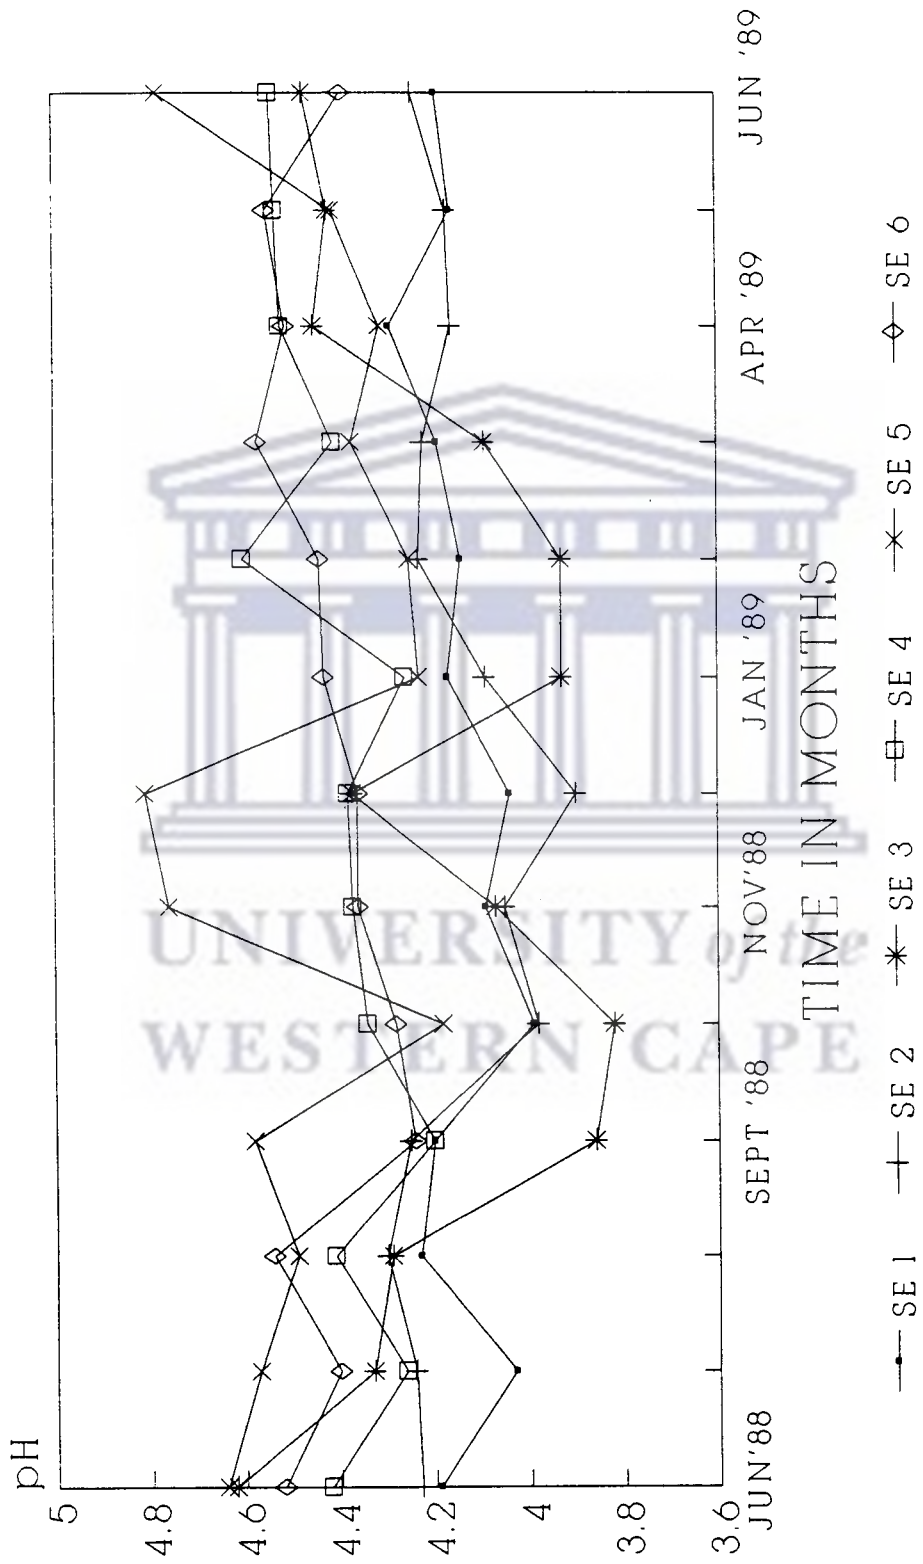 pH
5
4.8
4.6
4.4
4.2
4
3.8
3.6
JUN'88 SEPT '88 NOV'88 JAN '89 APR '89 JUN '89
TIME IN MONTHS
SE 1 SE 2 SE 3 SE 4 SE 5 SE 6
UNIVERSITY of the
WESTERN CAPE